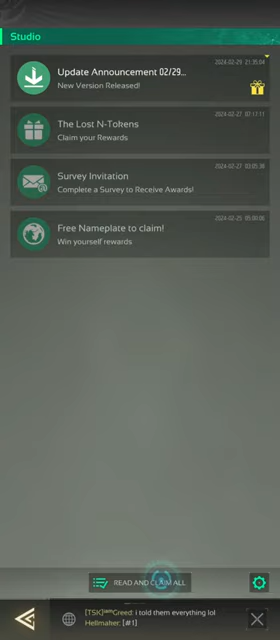 Studio
2024-02-29 21:35:04
Update Announcement 02/29...
New Version Released!
2024-02-27 07:17:11
The Lost N-Tokens
Claim your Rewards
2024-02-27 03:05:38
Survey Invitation
Complete a Survey to Receive Awards!
2024-02-25 05:00:06
Free Nameplate to claim!
Win yourself rewards
READ AND CLAIM ALL
Greed: i told them everything lol
Hellmaker: [#1]